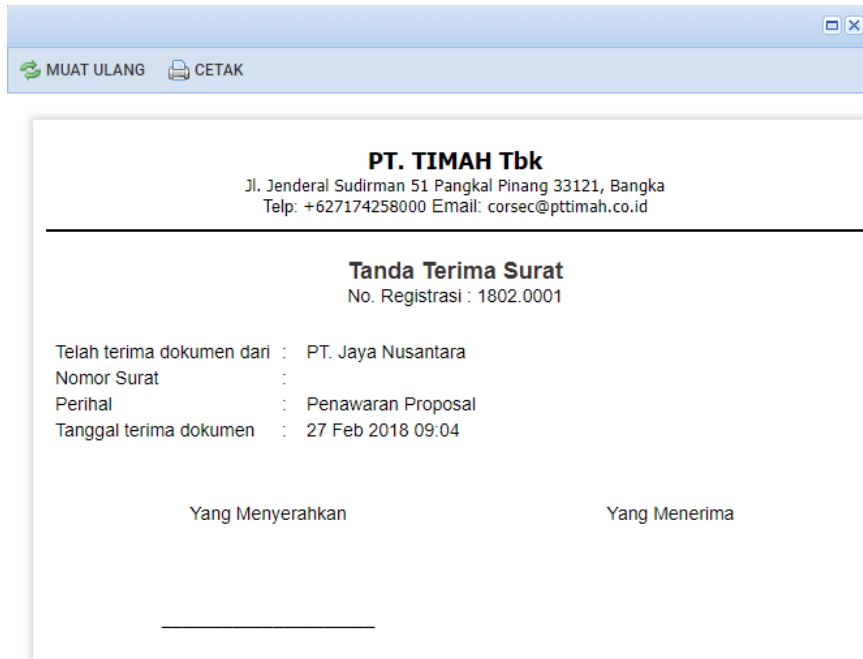 MUAT ULANG CETAK
PT. TIMAH Tbk
Jl. Jenderal Sudirman 51 Pangkal Pinang 33121, Bangka
Telp: +627174258000 Email: corsec@pttimah.co.id
Tanda Terima Surat
No. Registrasi : 1802.0001
Telah terima dokumen dari : PT. Jaya Nusantara
Nomor Surat :
Perihal : Penawaran Proposal
Tanggal terima dokumen : 27 Feb 2018 09:04
Yang Menyerahkan Yang Menerima